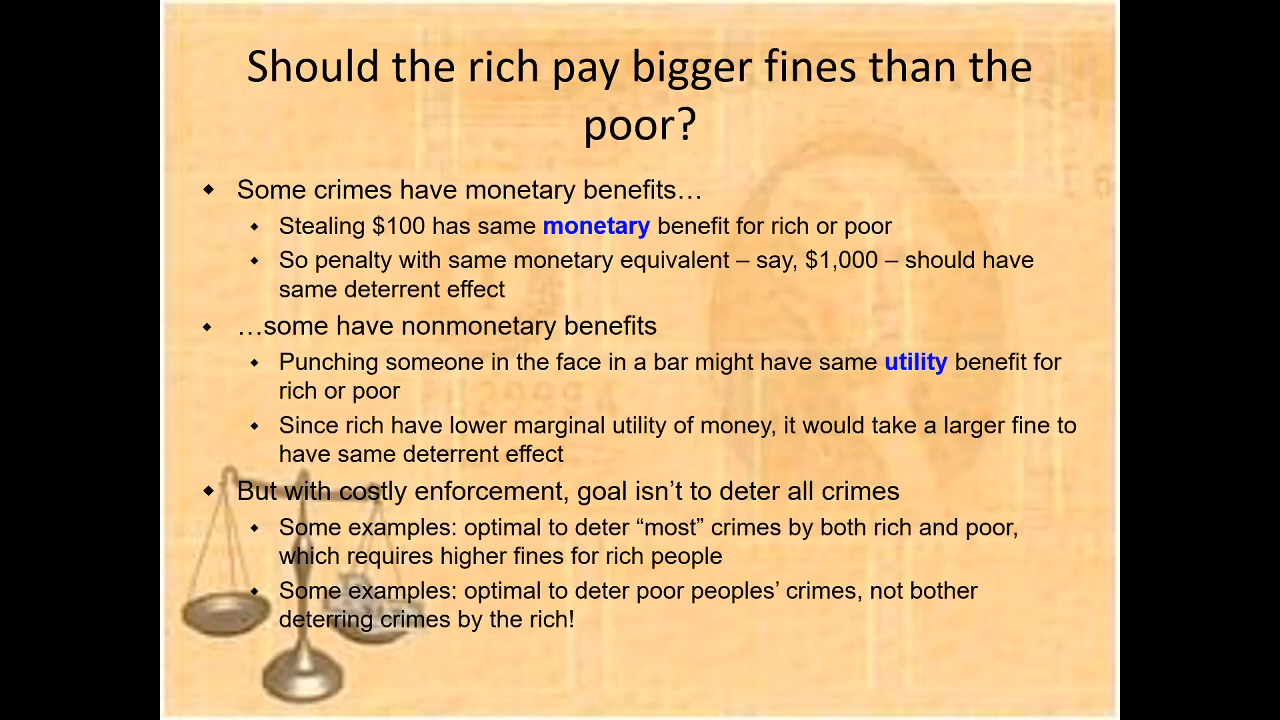 Should the rich pay bigger fines than the
poor?
Some crimes have monetary benefits…
Stealing $100 has same monetary benefit for rich or poor
So penalty with same monetary equivalent – say, $1,000 – should have
same deterrent effect
…some have nonmonetary benefits
Punching someone in the face in a bar might have same utility benefit for
rich or poor
Since rich have lower marginal utility of money, it would take a larger fine to
have same deterrent effect
But with costly enforcement, goal isn’t to deter all crimes
Some examples: optimal to deter “most” crimes by both rich and poor,
which requires higher fines for rich people
Some examples: optimal to deter poor peoples’ crimes, not bother
deterring crimes by the rich!